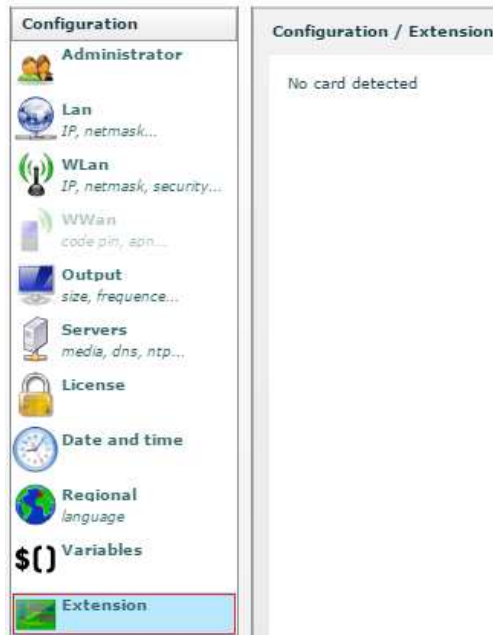 Configuration
Administrator
Lan
IP, netmask...
WLan
IP, netmask, security...
WWan
code pin, apn...
Output
size, frequence...
Servers
media, dns, ntp...
License
Date and time
Regional
language
$() Variables
Extension
Configuration / Extension
No card detected